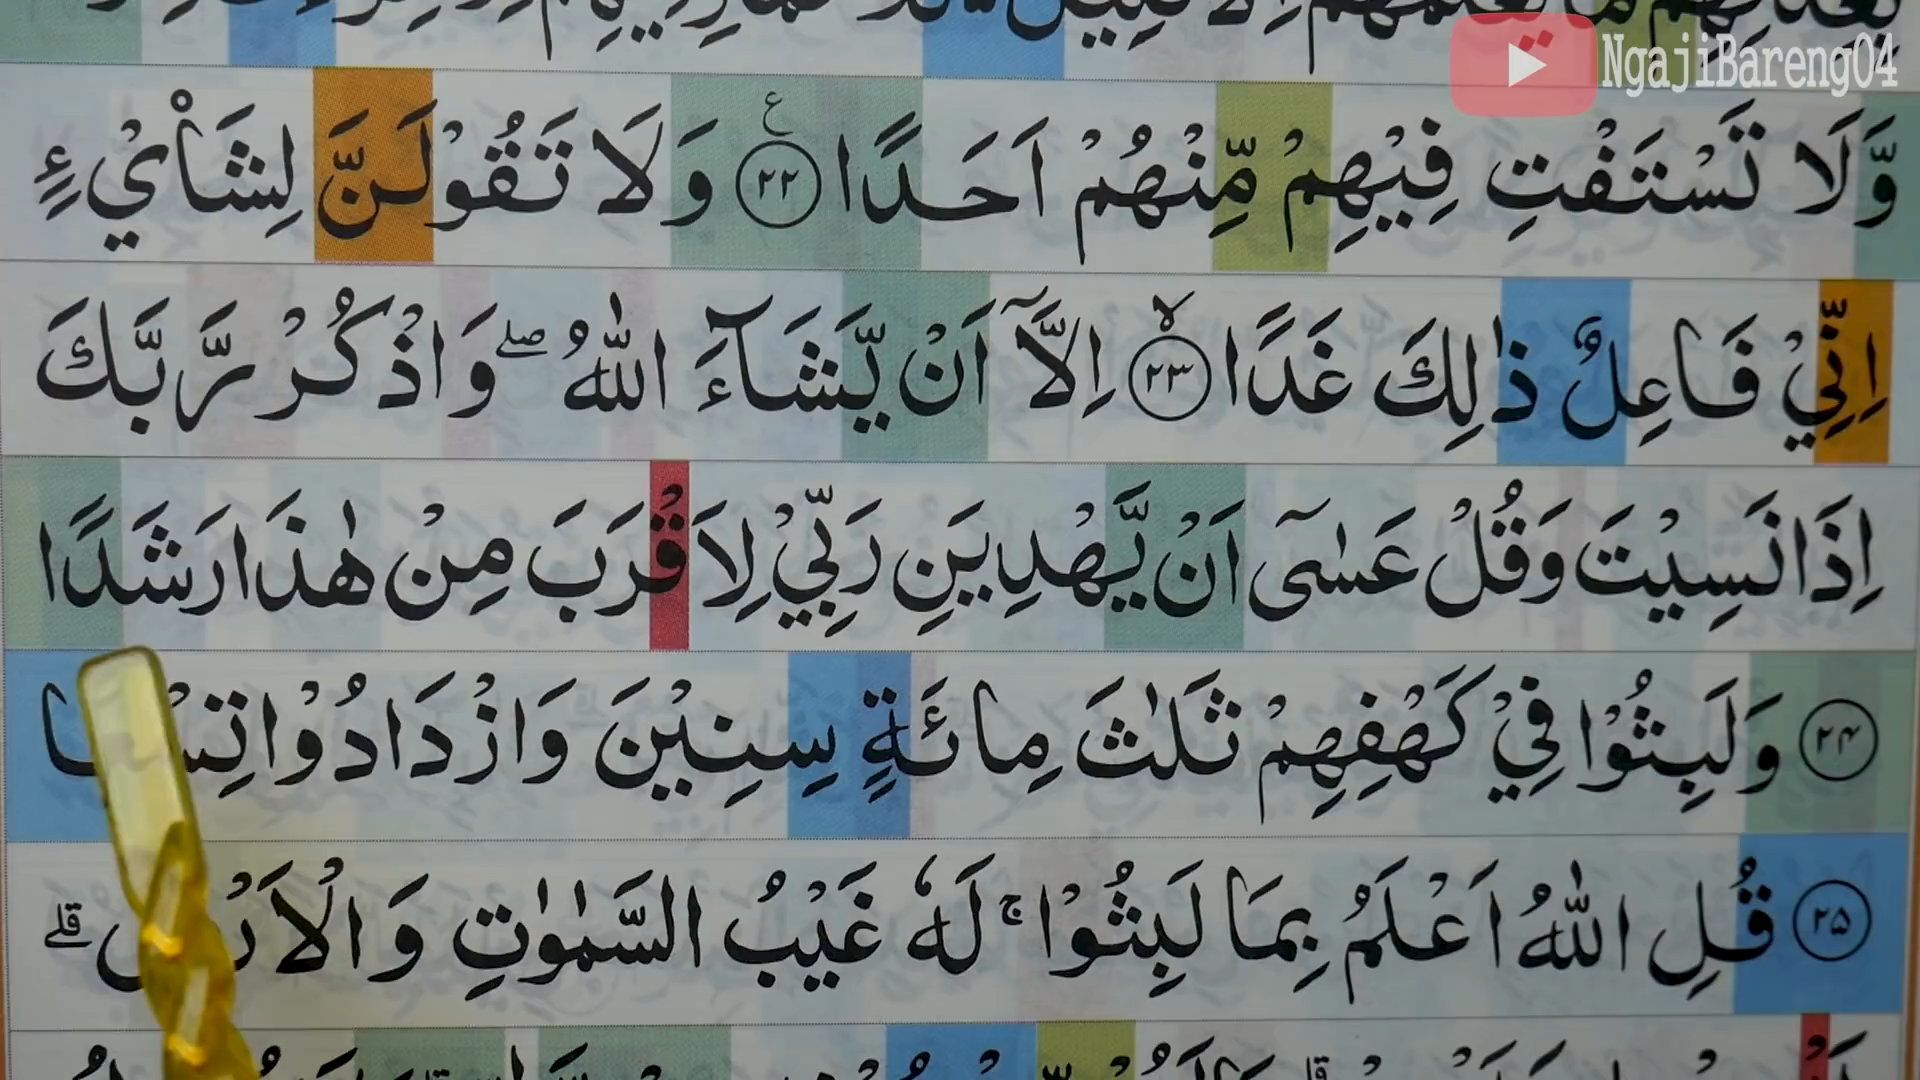 NgajiBareng04
وَّلَا تَسْتَفْتِ فِيْهِمْ مِّنْهُمْ اَحَدًا ࣖ ٢٢ وَلَا تَقُوْلَنَّ لِشَا۟يْءٍ
اِنِّيْ فَاعِلٌ ذٰلِكَ غَدًا ۙ ٢٣ اِلَّآ اَنْ يَّشَاۤءَ اللّٰهُ ۖ وَاذْكُرْ رَّبَّكَ
اِذَا نَسِيْتَ وَقُلْ عَسٰٓى اَنْ يَّهْدِيَنِ رَبِّيْ لِاَقْرَبَ مِنْ هٰذَا رَشَدًا
٢٤ وَلَبِثُوْا فِيْ كَهْفِهِمْ ثَلٰثَ مِائَةٍ سِنِيْنَ وَازْدَادُوْا
٢٥ قُلِ اللّٰهُ اَعْلَمُ بِمَا لَبِثُوْا ۚ لَهٗ غَيْبُ السَّمٰوٰتِ وَالْاَرْضِ ۗ